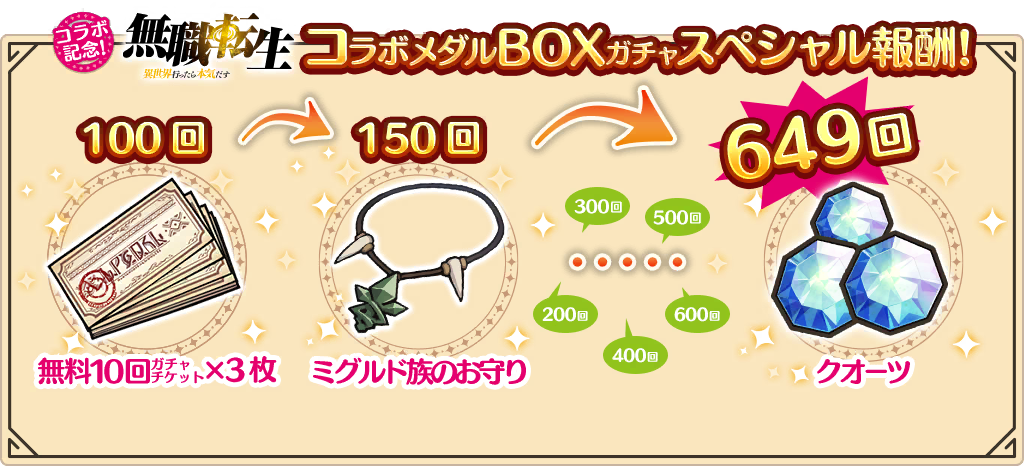 コラボ
記念!
無職転生
異世界行ったら本気だす
コラボメダルBOXガチャスペシャル報酬!
100回
150回
649回
300回
500回
200回
400回
600回
無料10回ガチャチケット×3枚
ミグルド族のお守り
クオーツ